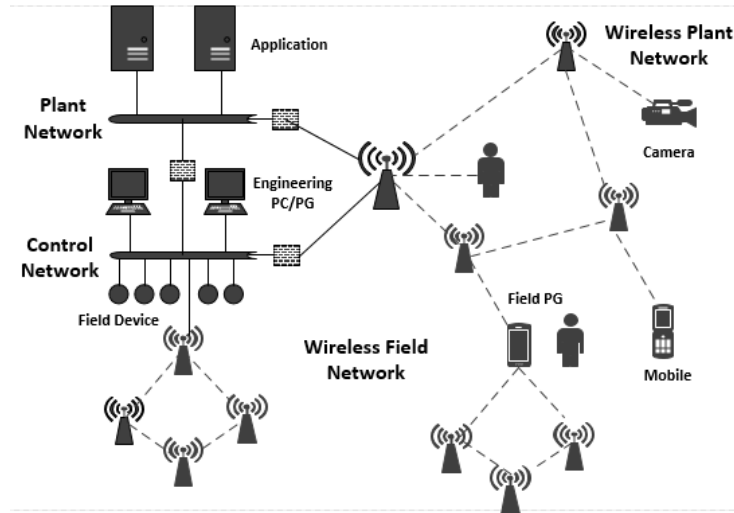 Application
Wireless Plant
Network
Plant
Network
Camera
Engineering
PC/PG
Control
Network
Field Device
Field PG
Wireless Field
Network
Mobile